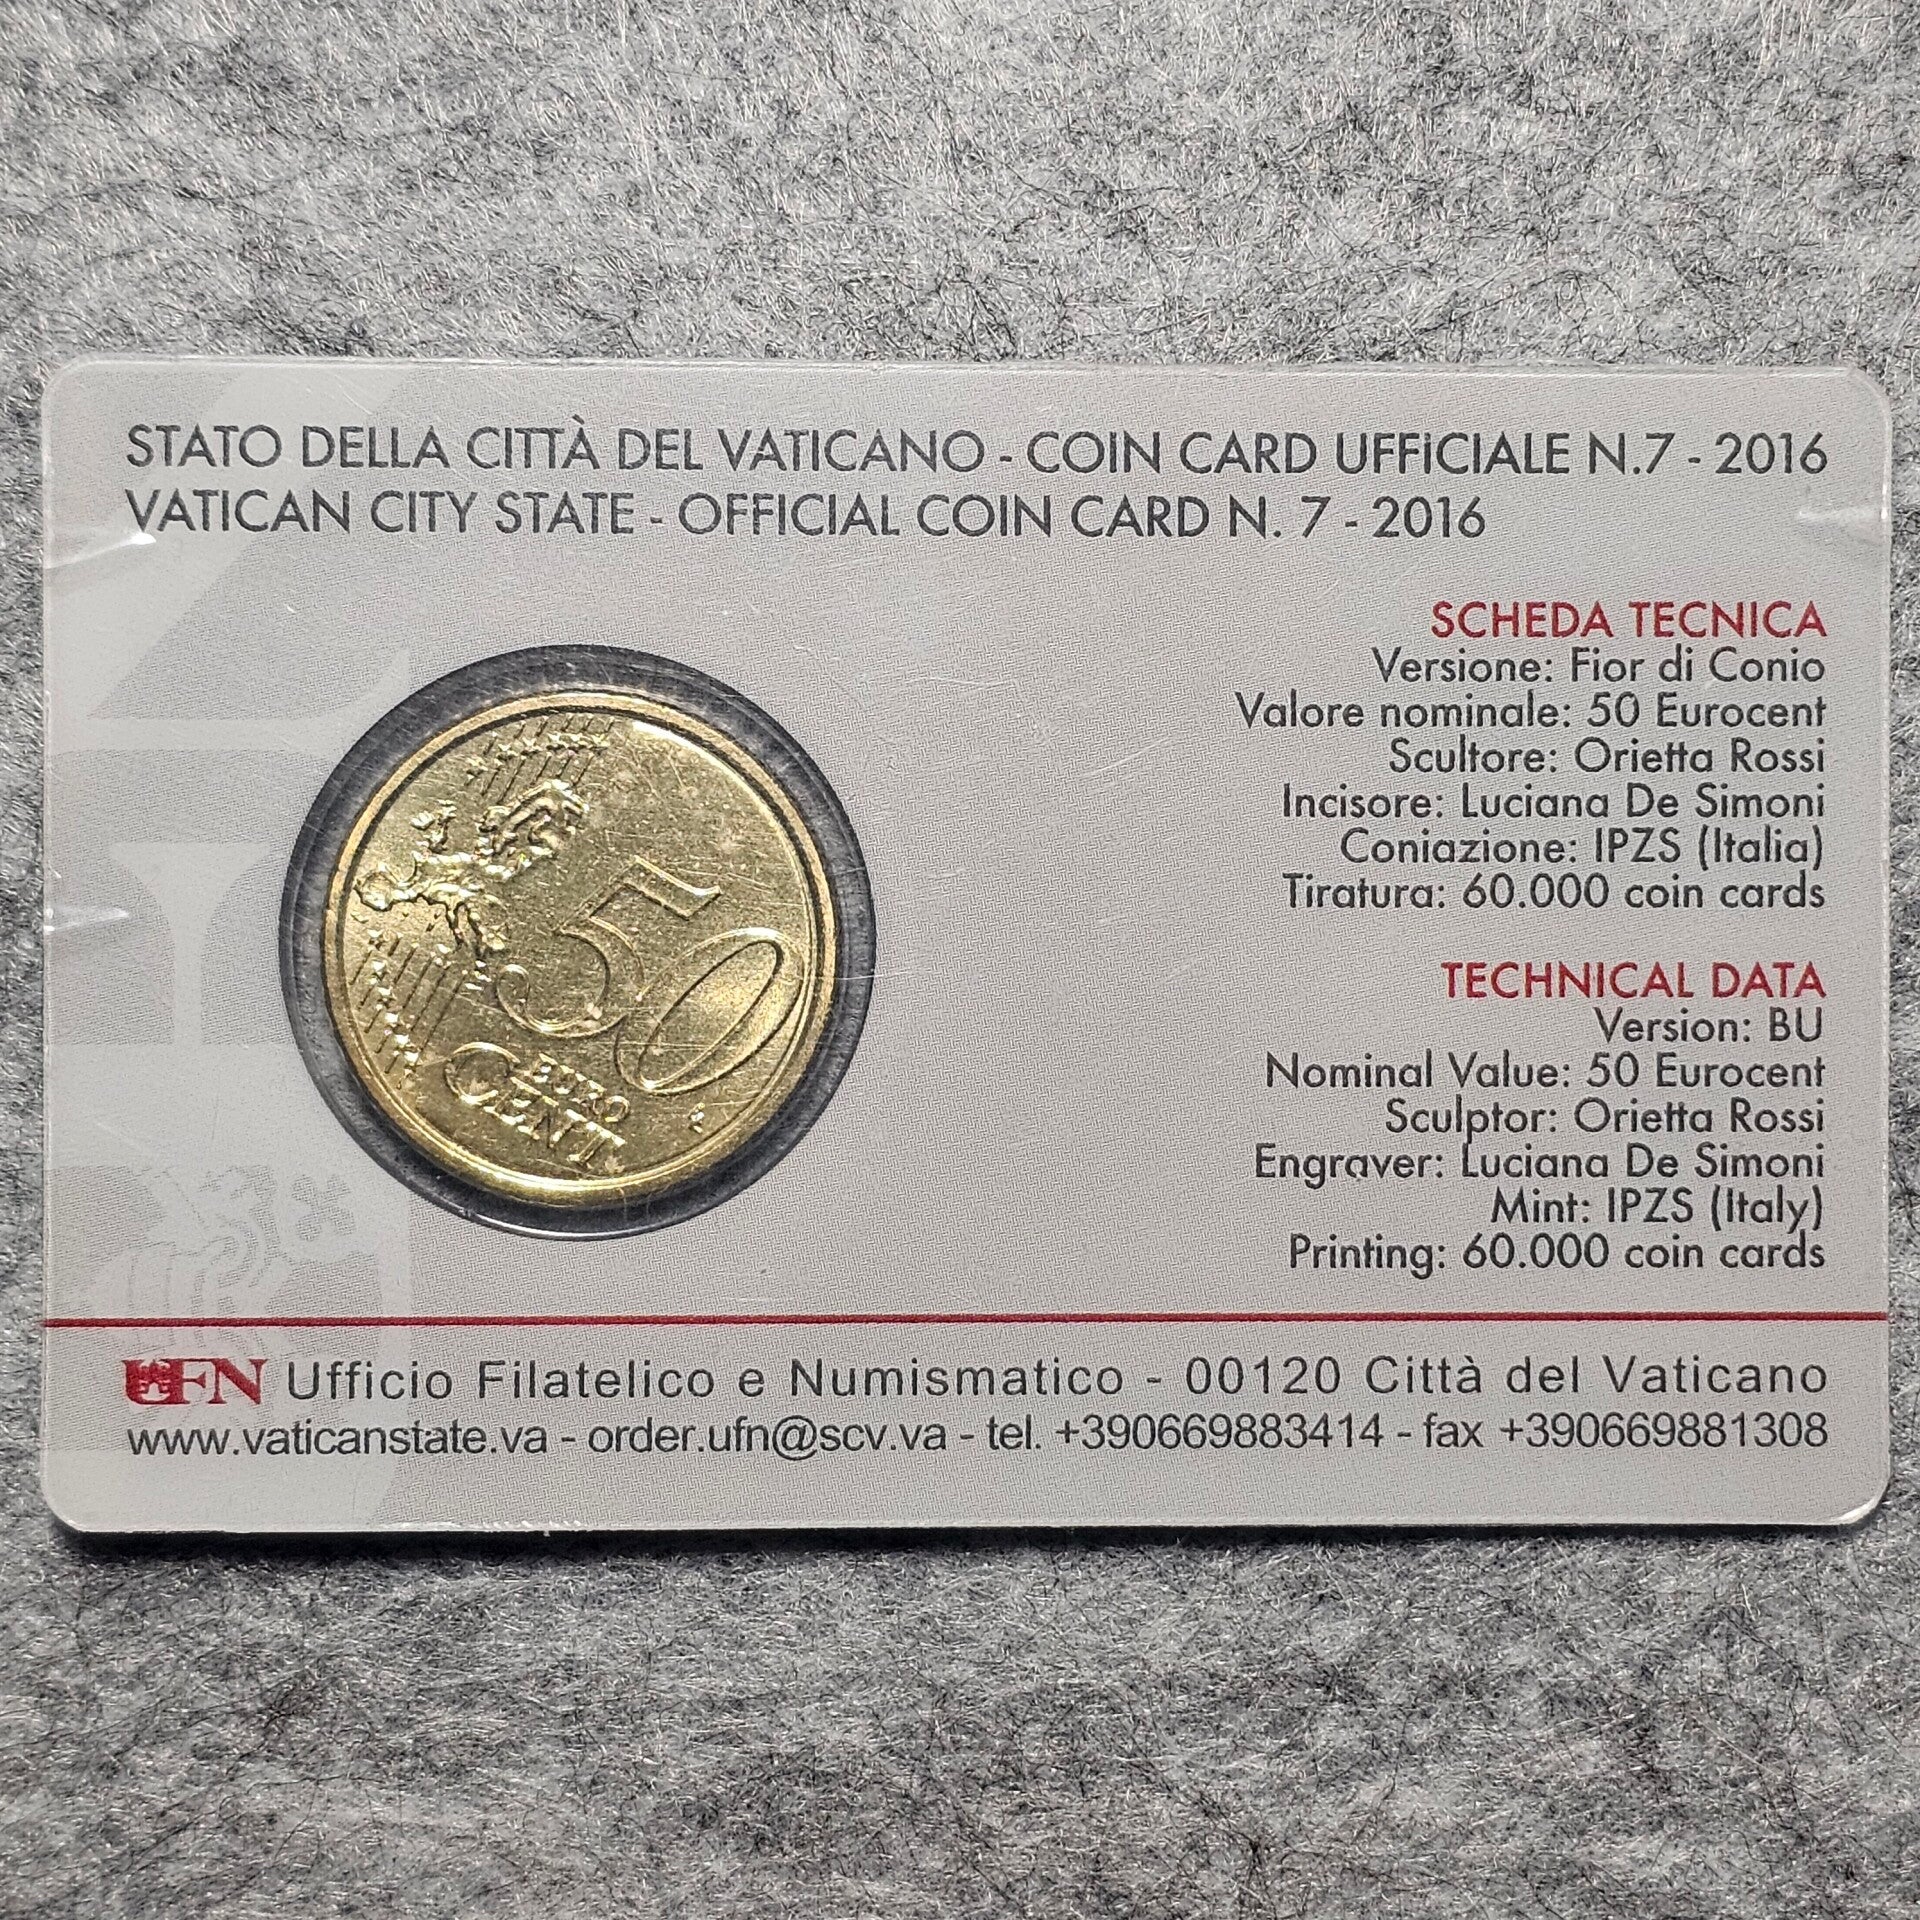 STATO DELLA CITTÀ DEL VATICANO - COIN CARD UFFICIALE N.7 - 2016
VATICAN CITY STATE - OFFICIAL COIN CARD N. 7 - 2016
SCHEDA TECNICA
Versione: Fior di Conio
Valore nominale: 50 Eurocent
Scultore: Orietta Rossi
Incisore: Luciana De Simoni
Coniazione: IPZS (Italia)
Tiratura: 60.000 coin cards
50
EURO
CENT
TECHNICAL DATA
Version: BU
Nominal Value: 50 Eurocent
Sculptor: Orietta Rossi
Engraver: Luciana De Simoni
Mint: IPZS (Italy)
Printing: 60.000 coin cards
UFN Ufficio Filatelico e Numismatico - 00120 Città del Vaticano
www.vaticanstate.va - order.ufn@scv.va - tel. +390669883414 - fax +390669881308